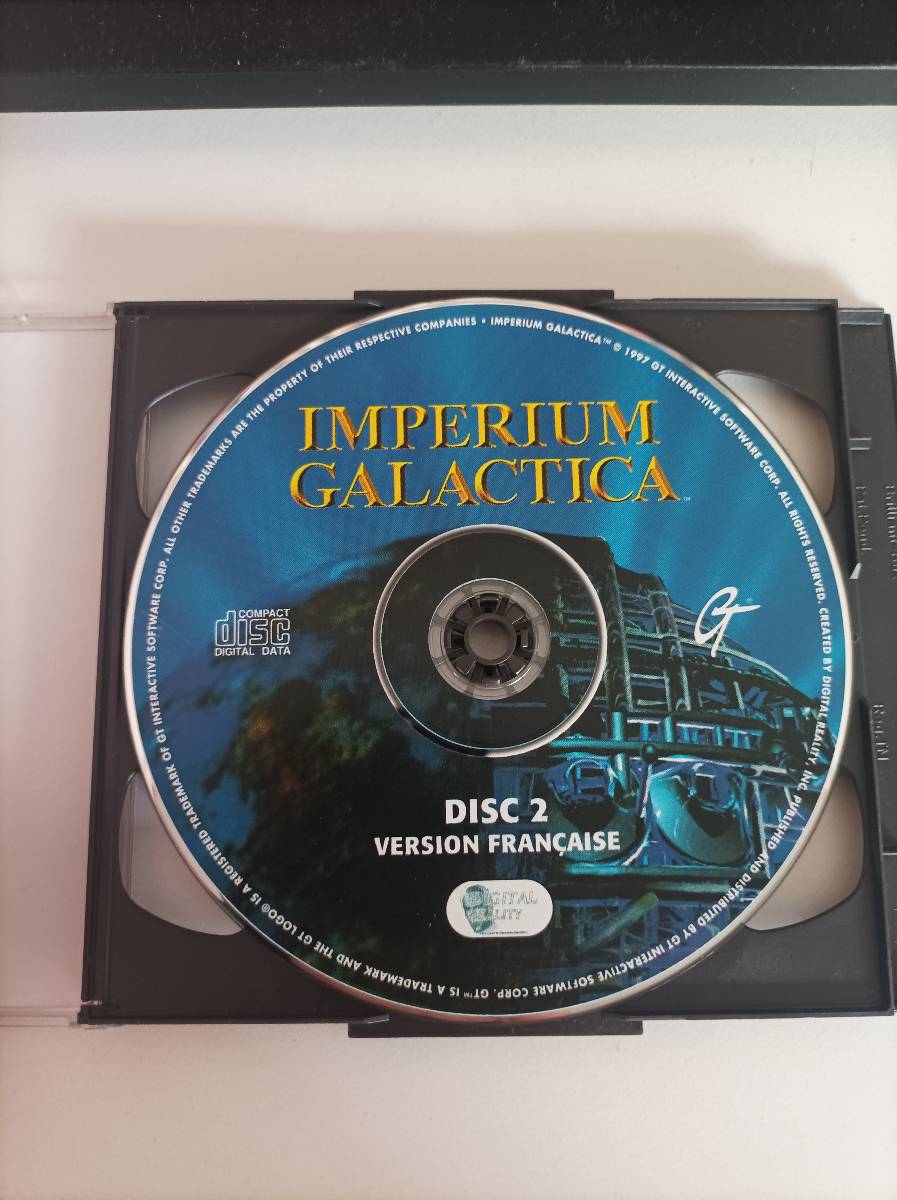 IMPERIUM GALACTICA™ © 1997 GT INTERACTIVE SOFTWARE CORP. ALL RIGHTS RESERVED. CREATED BY DIGITAL REALITY, INC. PUBLISHED AND DISTRIBUTED BY GT INTERACTIVE SOFTWARE CORP. GT™ IS A TRADEMARK AND THE GT LOGO® IS A REGISTERED TRADEMARK OF GT INTERACTIVE SOFTWARE CORP. ALL OTHER TRADEMARKS ARE THE PROPERTY OF THEIR RESPECTIVE COMPANIES •
IMPERIUM
GALACTICA™
COMPACT
disc
DIGITAL DATA
GT
DISC 2
VERSION FRANÇAISE
DIGITAL
REALITY